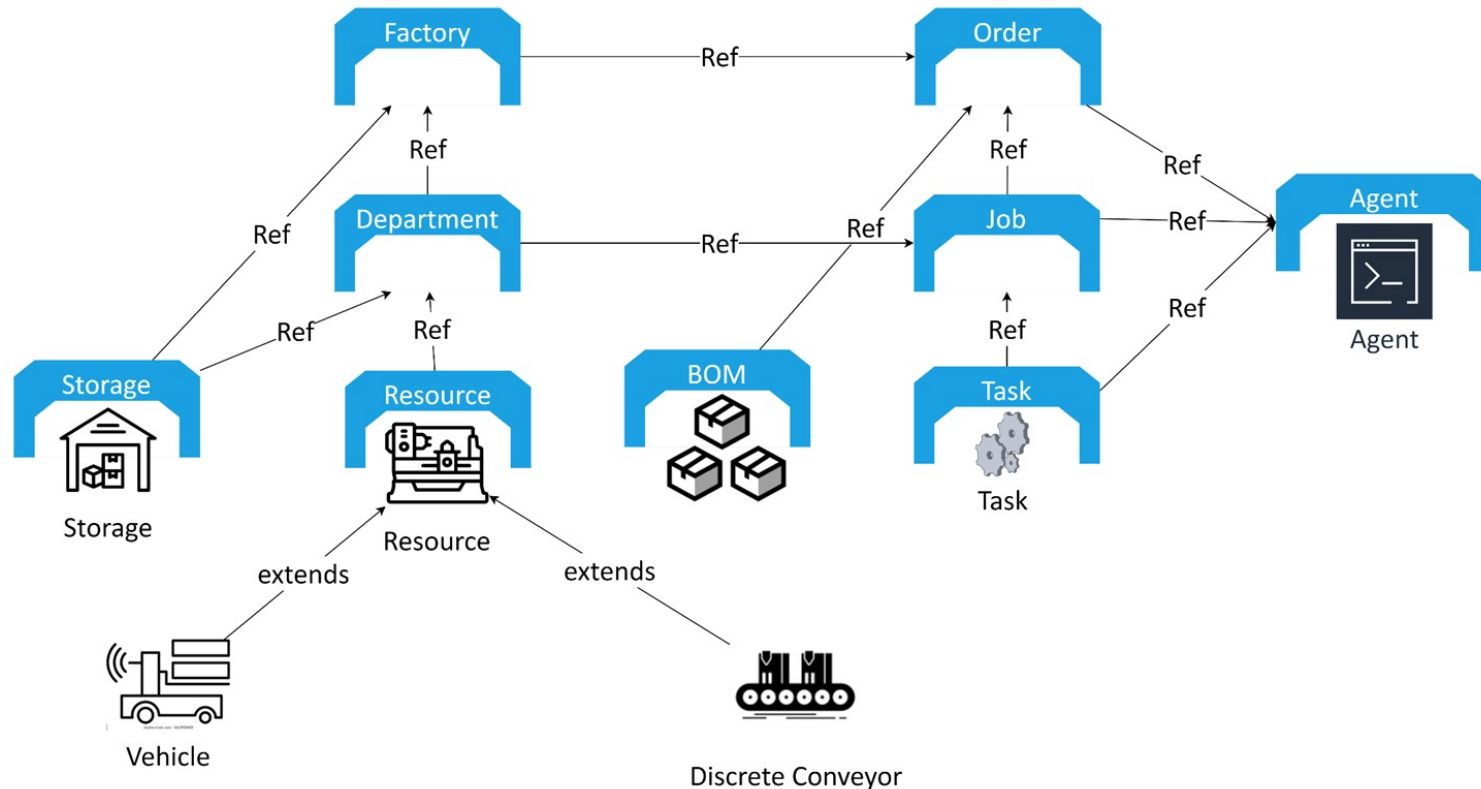 Factory
Order
Ref
Ref
Ref
Ref
Agent
Department
Ref
Job
Ref
Ref
Ref
Ref
Agent
Ref
Ref
Ref
Storage
BOM
Resource
Task
Task
Storage
Resource
extends
extends
Vehicle
Discrete Conveyor